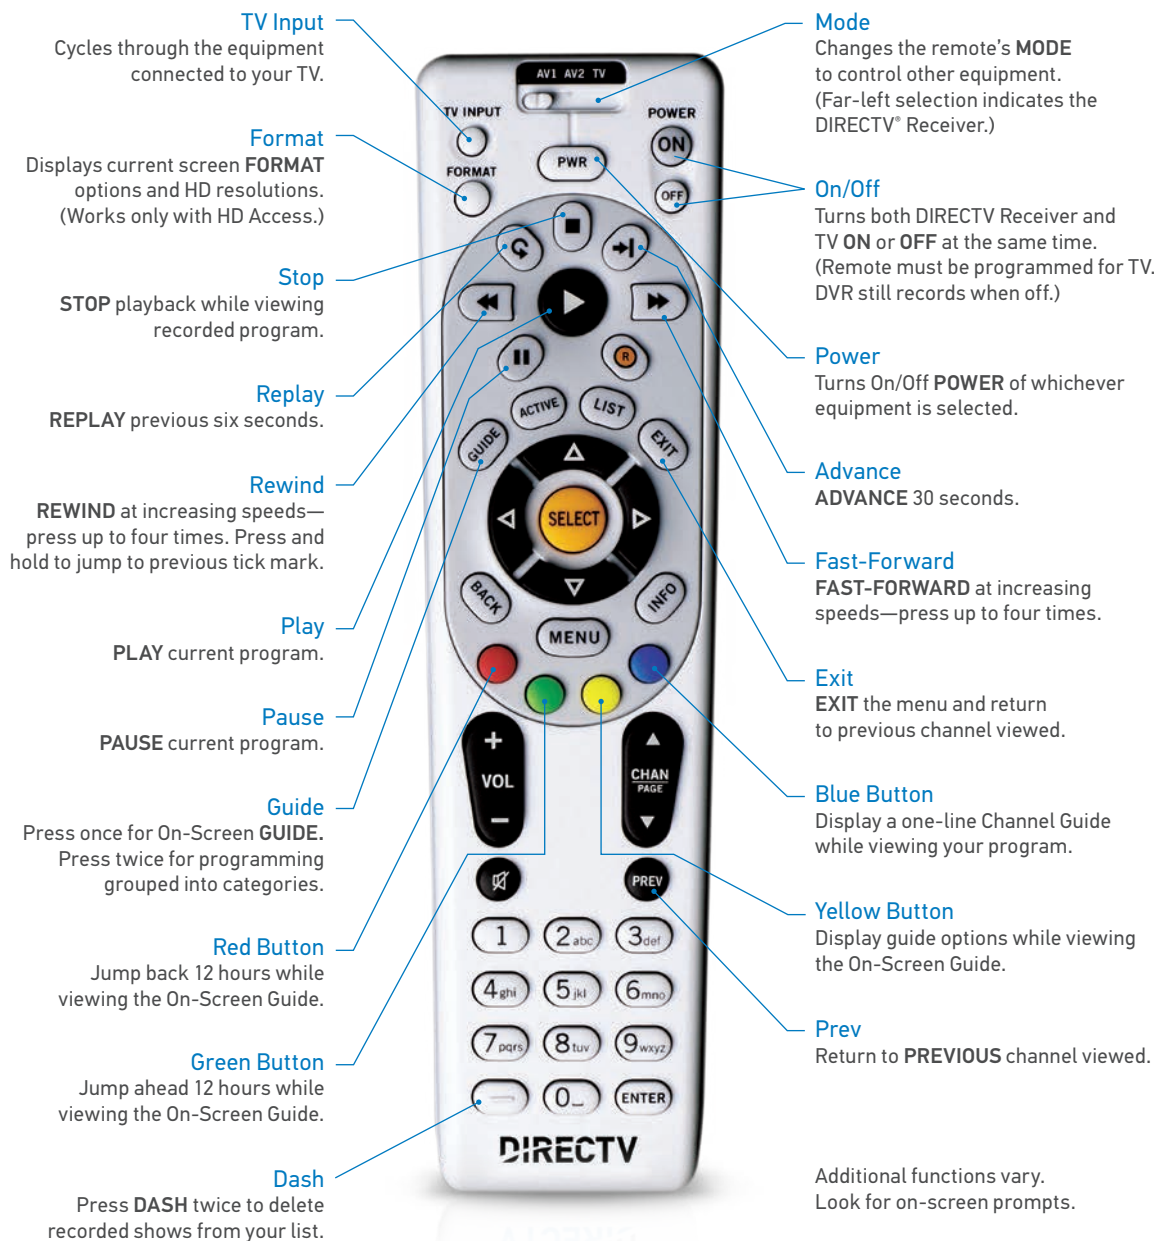 TV Input
Cycles through the equipment
connected to your TV.
Format
Displays current screen FORMAT
options and HD resolutions.
(Works only with HD Access.)
Stop
STOP playback while viewing
recorded program.
Replay
REPLAY previous six seconds.
Rewind
REWIND at increasing speeds—
press up to four times. Press and
hold to jump to previous tick mark.
Play
PLAY current program.
Pause
PAUSE current program.
Guide
Press once for On-Screen GUIDE.
Press twice for programming
grouped into categories.
Red Button
Jump back 12 hours while
viewing the On-Screen Guide.
Green Button
Jump ahead 12 hours while
viewing the On-Screen Guide.
Dash
Press DASH twice to delete
recorded shows from your list.
AV1 AV2 TV
TV INPUT
POWER
ON
PWR
FORMAT
OFF
R
ACTIVE
LIST
GUIDE
EXIT
SELECT
BACK
INFO
MENU
+
VOL
−
CHAN
PAGE
PREV
1
2abc
3def
4ghi
5jkl
6mno
7pqrs
8tuv
9wxyz
—
0_
ENTER
DIRECTV
Mode
Changes the remote's MODE
to control other equipment.
(Far-left selection indicates the
DIRECTV® Receiver.)
On/Off
Turns both DIRECTV Receiver and
TV ON or OFF at the same time.
(Remote must be programmed for TV.
DVR still records when off.)
Power
Turns On/Off POWER of whichever
equipment is selected.
Advance
ADVANCE 30 seconds.
Fast-Forward
FAST-FORWARD at increasing
speeds—press up to four times.
Exit
EXIT the menu and return
to previous channel viewed.
Blue Button
Display a one-line Channel Guide
while viewing your program.
Yellow Button
Display guide options while viewing
the On-Screen Guide.
Prev
Return to PREVIOUS channel viewed.
Additional functions vary.
Look for on-screen prompts.